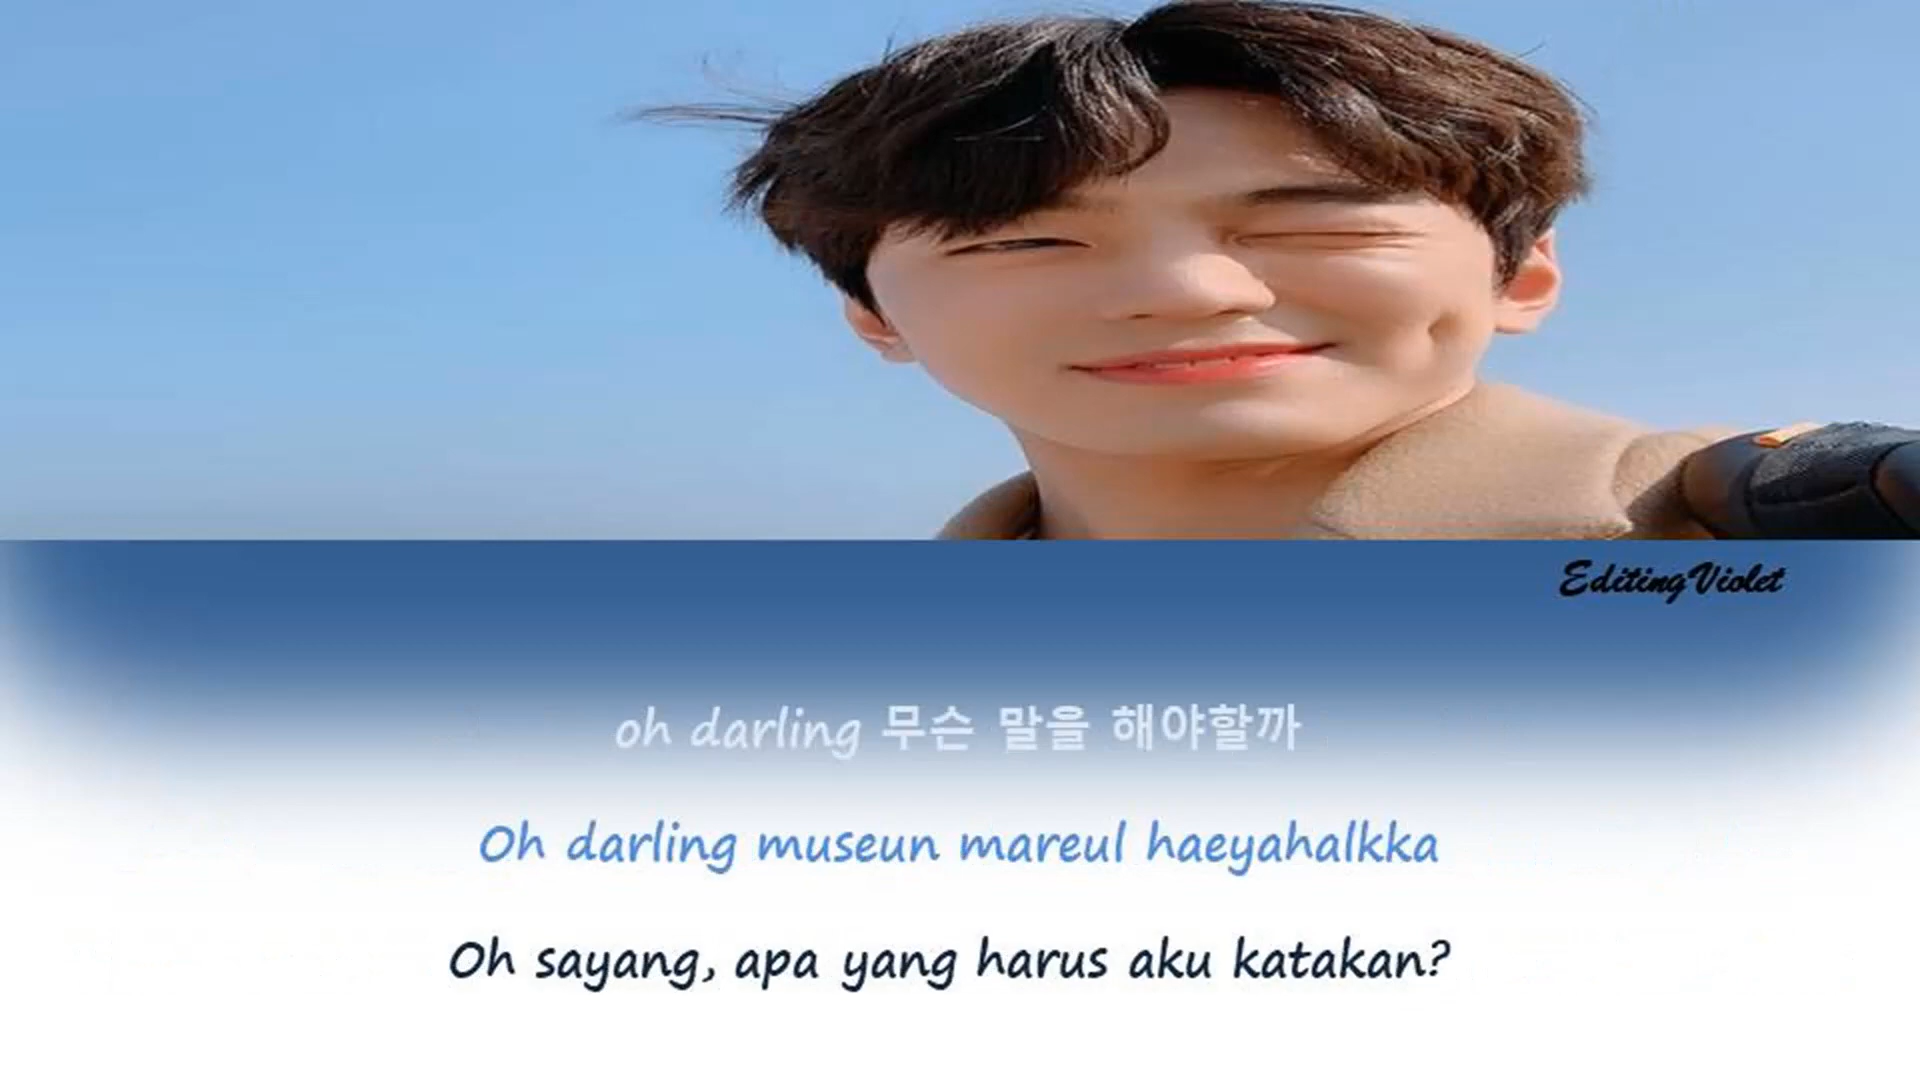 EditingViolet
oh darling 무슨 말을 해야할까
Oh darling museun mareul haeyahalkka
Oh sayang, apa yang harus aku katakan?